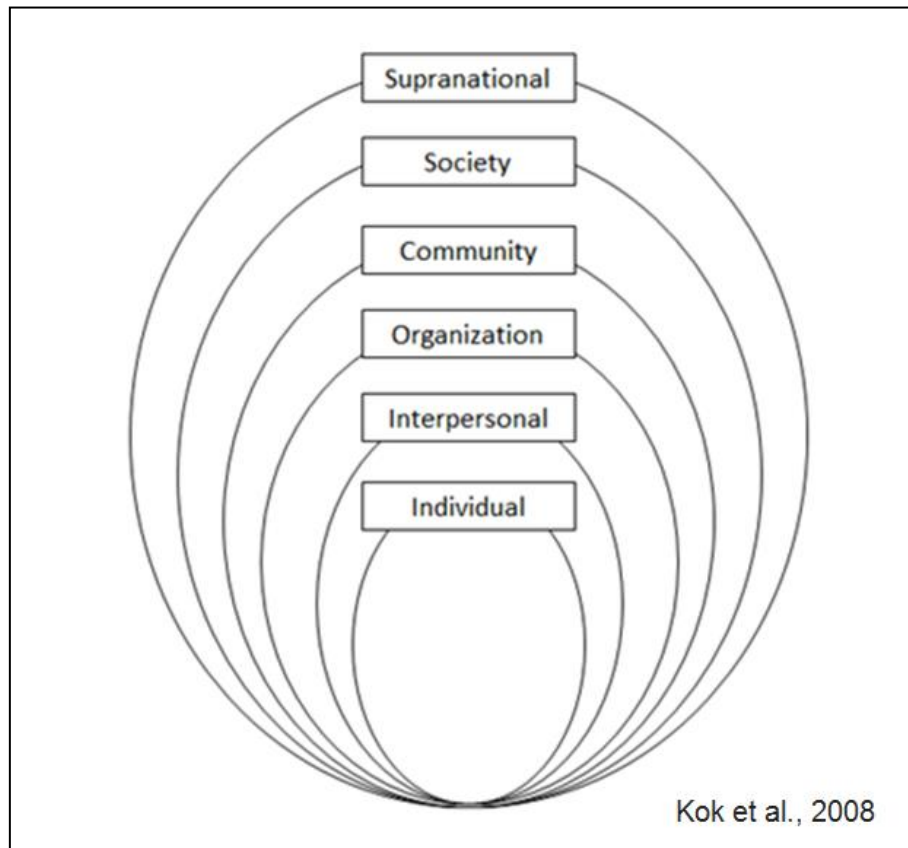 Supranational
Society
Community
Organization
Interpersonal
Individual
Kok et al., 2008